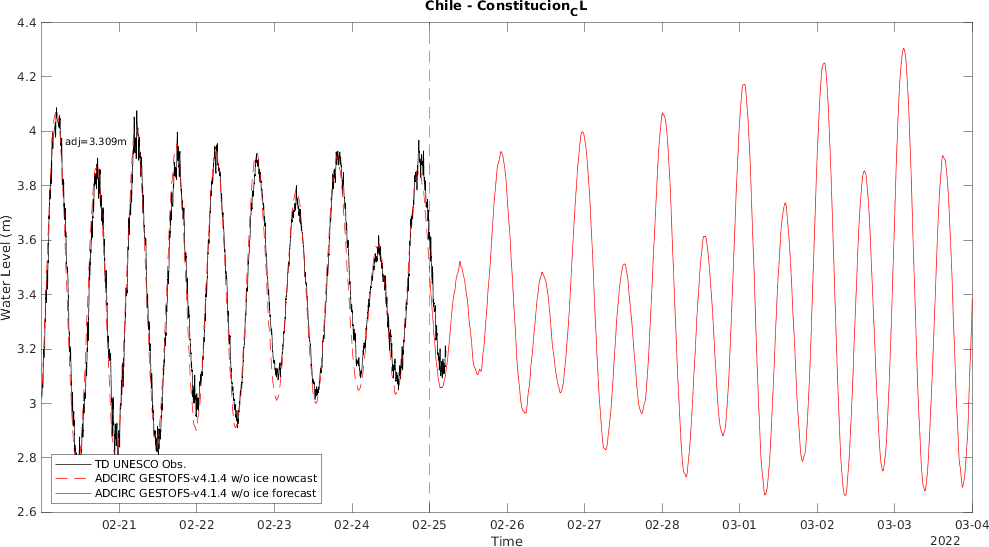 Chile - Constitucion_CL
4.4
4.2
4
3.8
3.6
3.4
3.2
3
2.8
2.6
Water Level (m)
adj=3.309m
TD UNESCO Obs.
ADCIRC GESTOFS-v4.1.4 w/o ice nowcast
ADCIRC GESTOFS-v4.1.4 w/o ice forecast
02-21 02-22 02-23 02-24 02-25 02-26 02-27 02-28 03-01 03-02 03-03 03-04
Time
2022